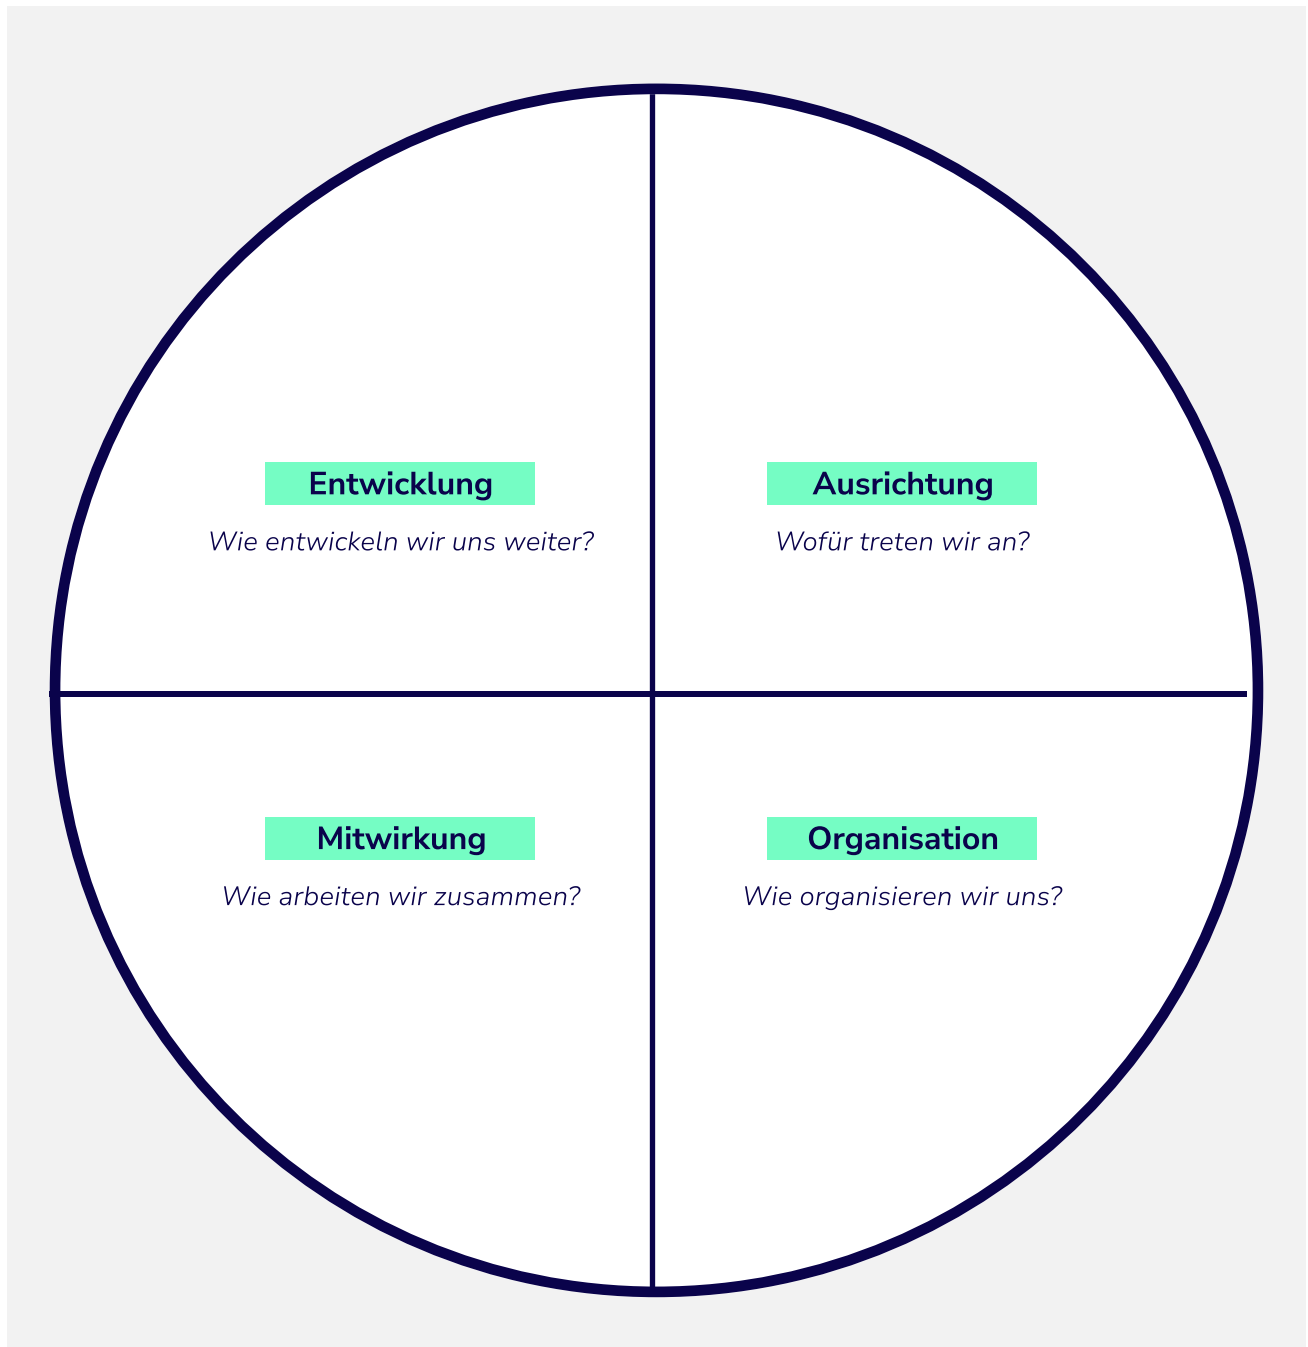 Entwicklung
Wie entwickeln wir uns weiter?
Ausrichtung
Wofür treten wir an?
Mitwirkung
Wie arbeiten wir zusammen?
Organisation
Wie organisieren wir uns?